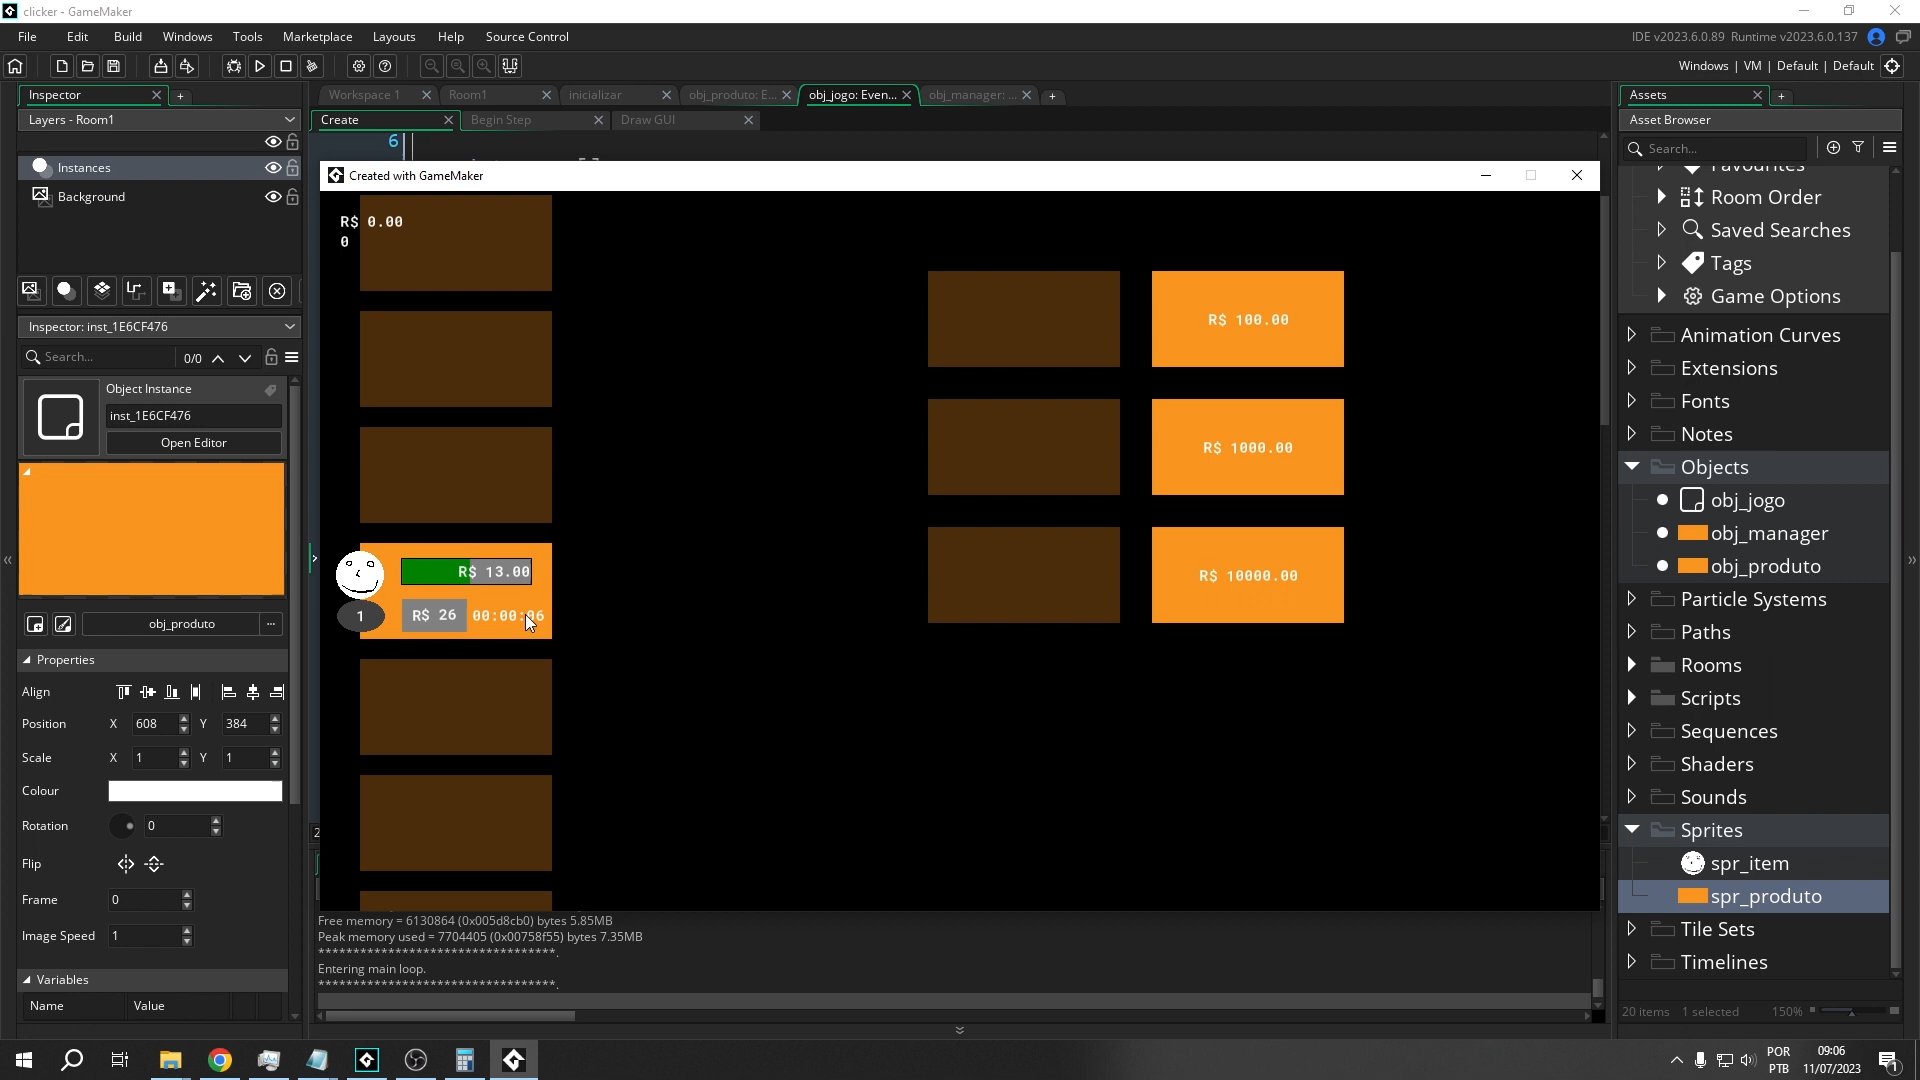 clicker - GameMaker
File Edit Build Windows Tools Marketplace Layouts Help Source Control
IDE v2023.6.0.89 Runtime v2023.6.0.137
Windows | VM | Default | Default
Inspector
Workspace 1 Room1 inicializar obj_produto: E... obj_jogo: Even... obj_manager: ...
Assets
Layers - Room1
Create Begin Step Draw GUI
Asset Browser
6
Search...
Instances
Background
Created with GameMaker
Favourites
Room Order
Saved Searches
Tags
Game Options
R$ 0.00
0
R$ 100.00
R$ 1000.00
R$ 10000.00
R$ 13.00
1
R$ 26
00:00:06
Inspector: inst_1E6CF476
Search... 0/0
Object Instance
inst_1E6CF476
Open Editor
obj_produto ...
Properties
Align
Position X 608 Y 384
Scale X 1 Y 1
Colour
Rotation 0
Flip
Frame 0
Image Speed 1
Variables
Name Value
Animation Curves
Extensions
Fonts
Notes
Objects
obj_jogo
obj_manager
obj_produto
Particle Systems
Paths
Rooms
Scripts
Sequences
Shaders
Sounds
Sprites
spr_item
spr_produto
Tile Sets
Timelines
20 items 1 selected 150%
Free memory = 6130864 (0x005d8cb0) bytes 5.85MB
Peak memory used = 7704405 (0x00758f55) bytes 7.35MB
**********************************.
Entering main loop.
**********************************.
POR
PTB
09:06
11/07/2023
1